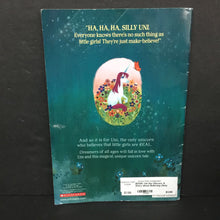 "HA, HA, HA, SILLY UNI.
EVERYONE KNOWS THERE'S NO SUCH THING AS
LITTLE GIRLS! THEY'RE JUST MAKE-BELIEVE!"
And so it is for Uni, the only unicorn
who believes that little girls are REAL.
Dreamers of all ages will fall in love with
Uni and this magical, unique unicorn tale.
SCHOLASTIC